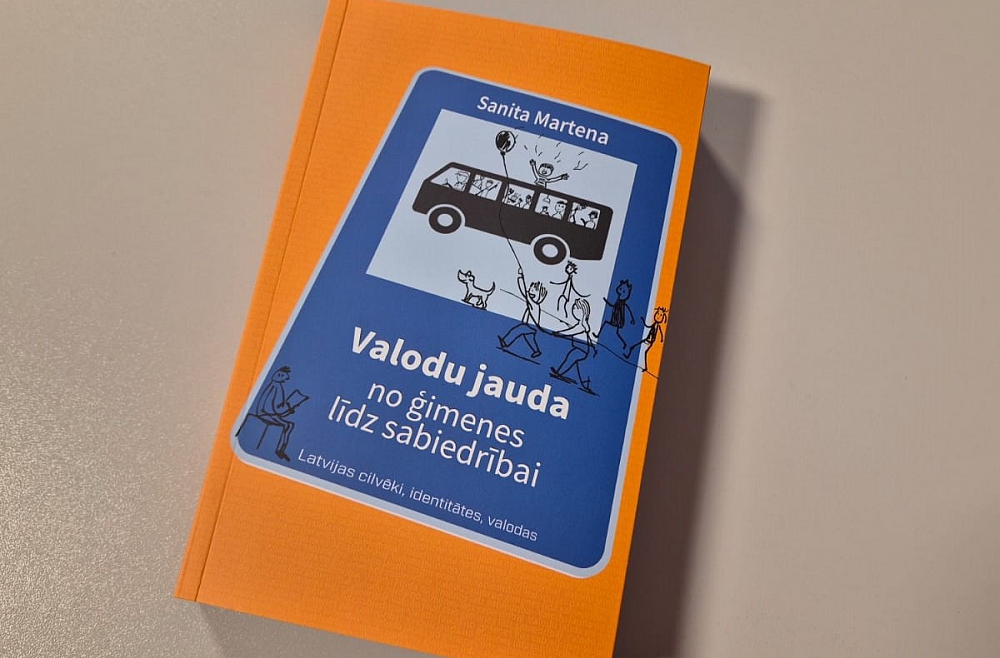 Sanita Martena
Valodu jauda
no ģimenes
līdz sabiedrībai
Latvijas cilvēki, identitātes, valodas